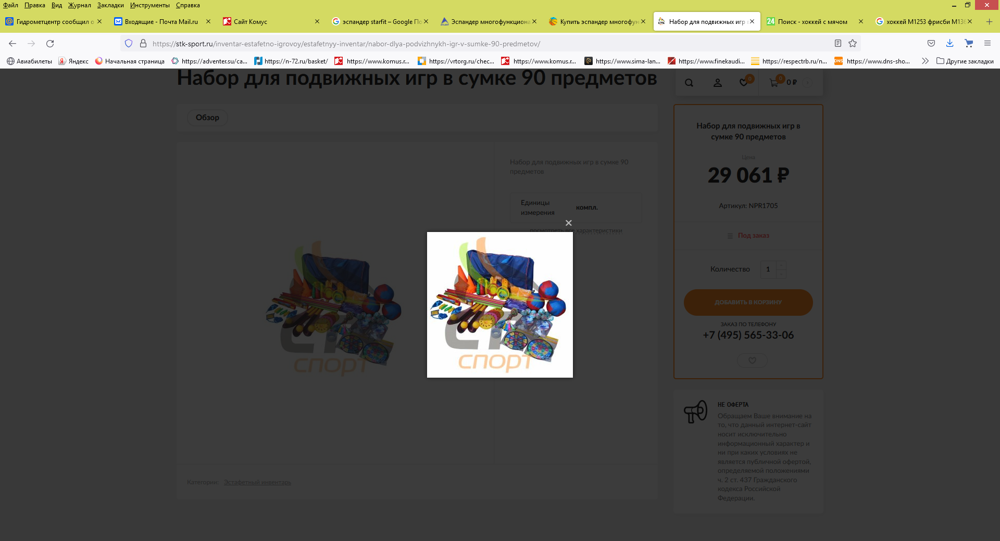 Файл Правка Вид Журнал Закладки Инструменты Справка
Гидрометцентр сообщил о
Входящие - Почта Mail.ru
Сайт Комус
эспандер starfit – Google По
Эспандер многофункциона
Купить эспандер многофун
Набор для подвижных игр в
Поиск - хоккей с мячом
хоккей М1253 фрисби М136
https://stk-sport.ru/inventar-estafetno-igrovoy/estafetnyy-inventar/nabor-dlya-podvizhnykh-igr-v-sumke-90-predmetov/
Авиабилеты
Яндекс
Начальная страница
https://adventer.su/ca...
https://n-72.ru/basket/
https://www.komus.r...
https://vrtorg.ru/chec...
https://www.komus.r...
https://www.sima-lan...
https://www.finekaudi...
https://respectrb.ru/n...
DNS
https://www.dns-sho...
Другие закладки
Набор для подвижных игр в сумке 90 предметов
0
0
0 ₽
Обзор
Набор для подвижных игр в сумке 90
предметов
Единицы
измерения
компл.
посмотреть все характеристики
СТК
СПОРТ
Категории: Эстафетный инвентарь
Набор для подвижных игр в
сумке 90 предметов
Цена
29 061 ₽
Артикул: NPR1705
Под заказ
Количество
1
ДОБАВИТЬ В КОРЗИНУ
ЗАКАЗ ПО ТЕЛЕФОНУ
+7 (495) 565-33-06
НЕ ОФЕРТА
Обращаем Ваше внимание на
то, что данный интернет-сайт
носит исключительно
информационный характер и
ни при каких условиях не
является публичной офертой,
определяемой положениями
ч. 2 ст. 437 Гражданского
кодекса Российской
Федерации.